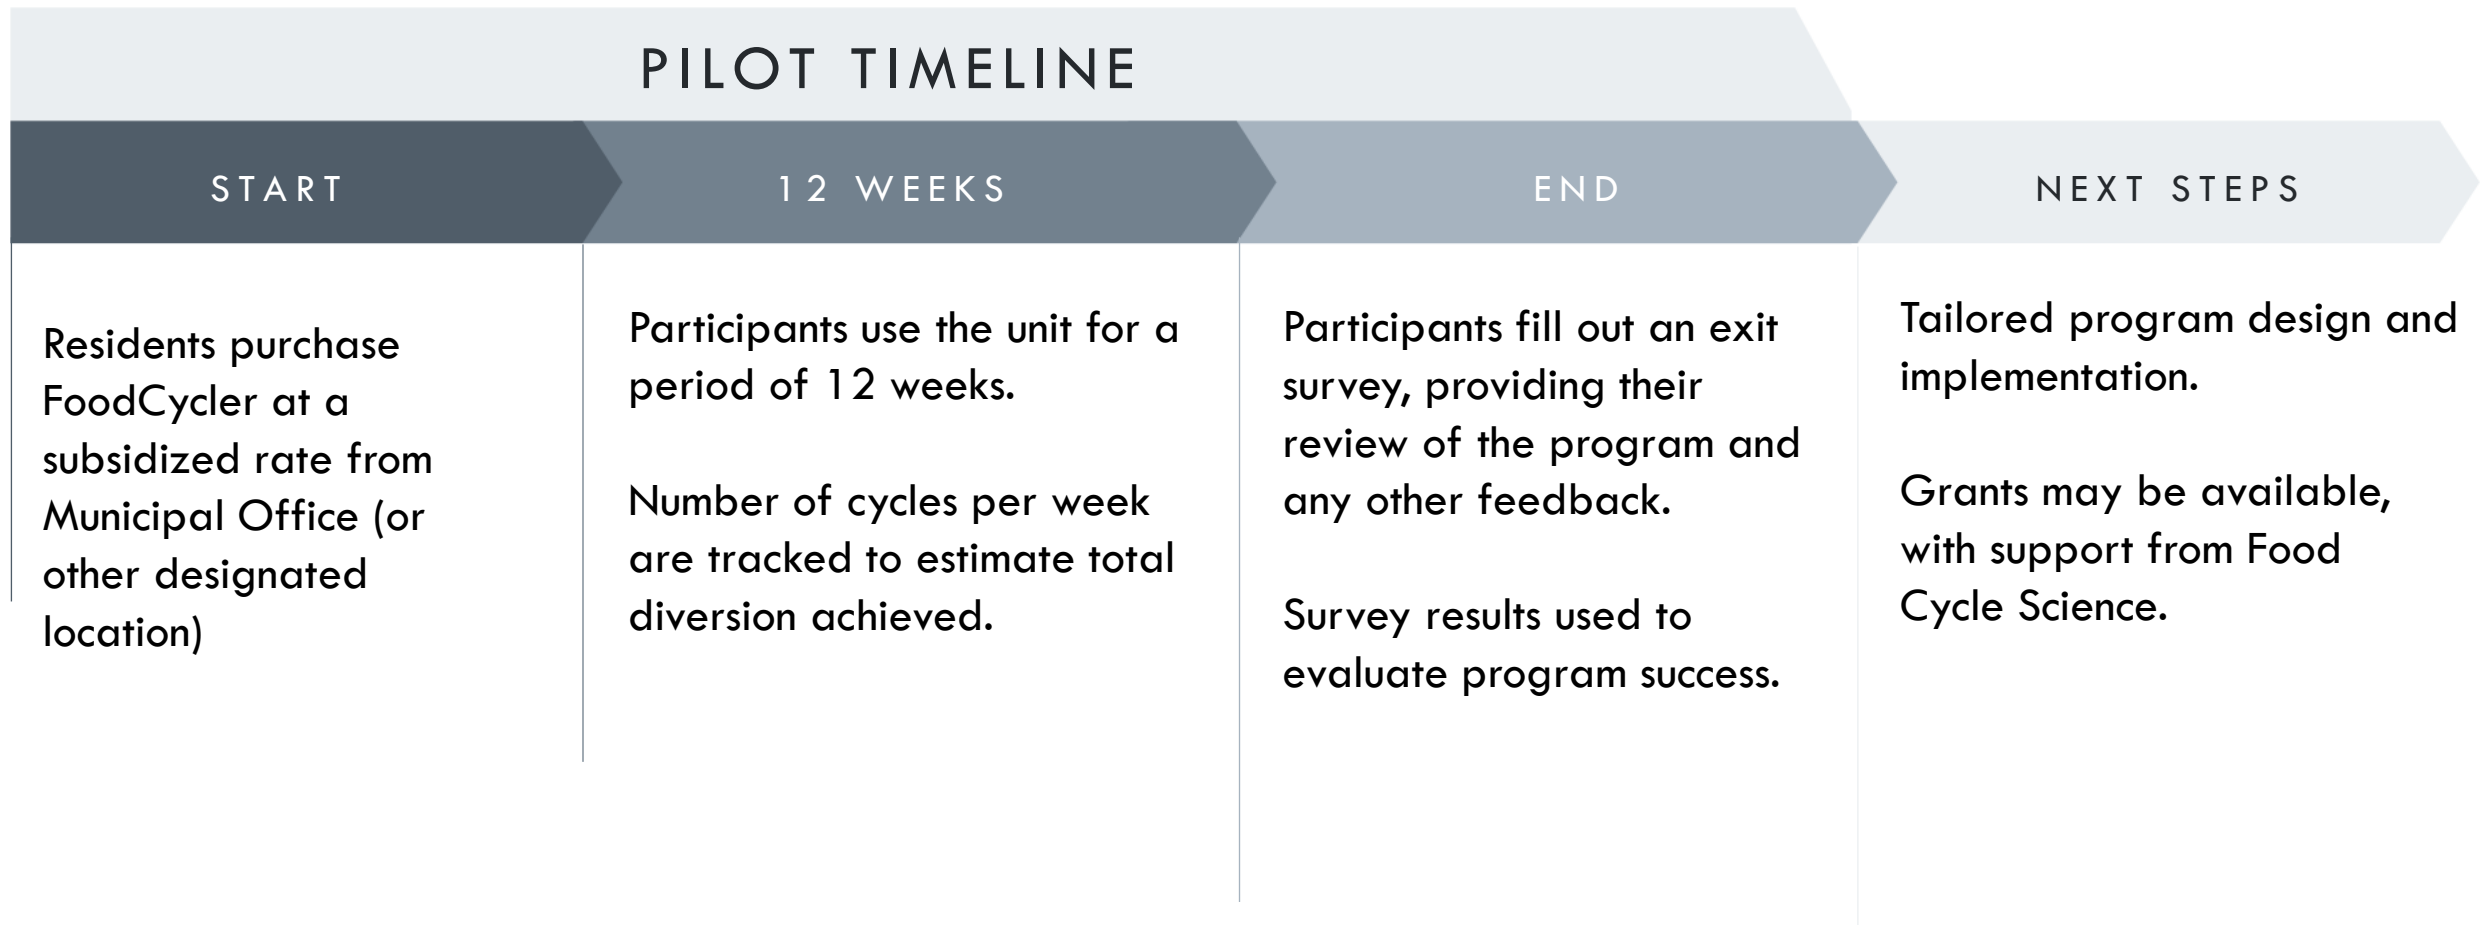 PILOT TIMELINE
START
12 WEEKS
END
NEXT STEPS
Residents purchase
FoodCycler at a
subsidized rate from
Municipal Office (or
other designated
location)
Participants use the unit for a
period of 12 weeks.
Number of cycles per week
are tracked to estimate total
diversion achieved.
Participants fill out an exit
survey, providing their
review of the program and
any other feedback.
Survey results used to
evaluate program success.
Tailored program design and
implementation.
Grants may be available,
with support from Food
Cycle Science.